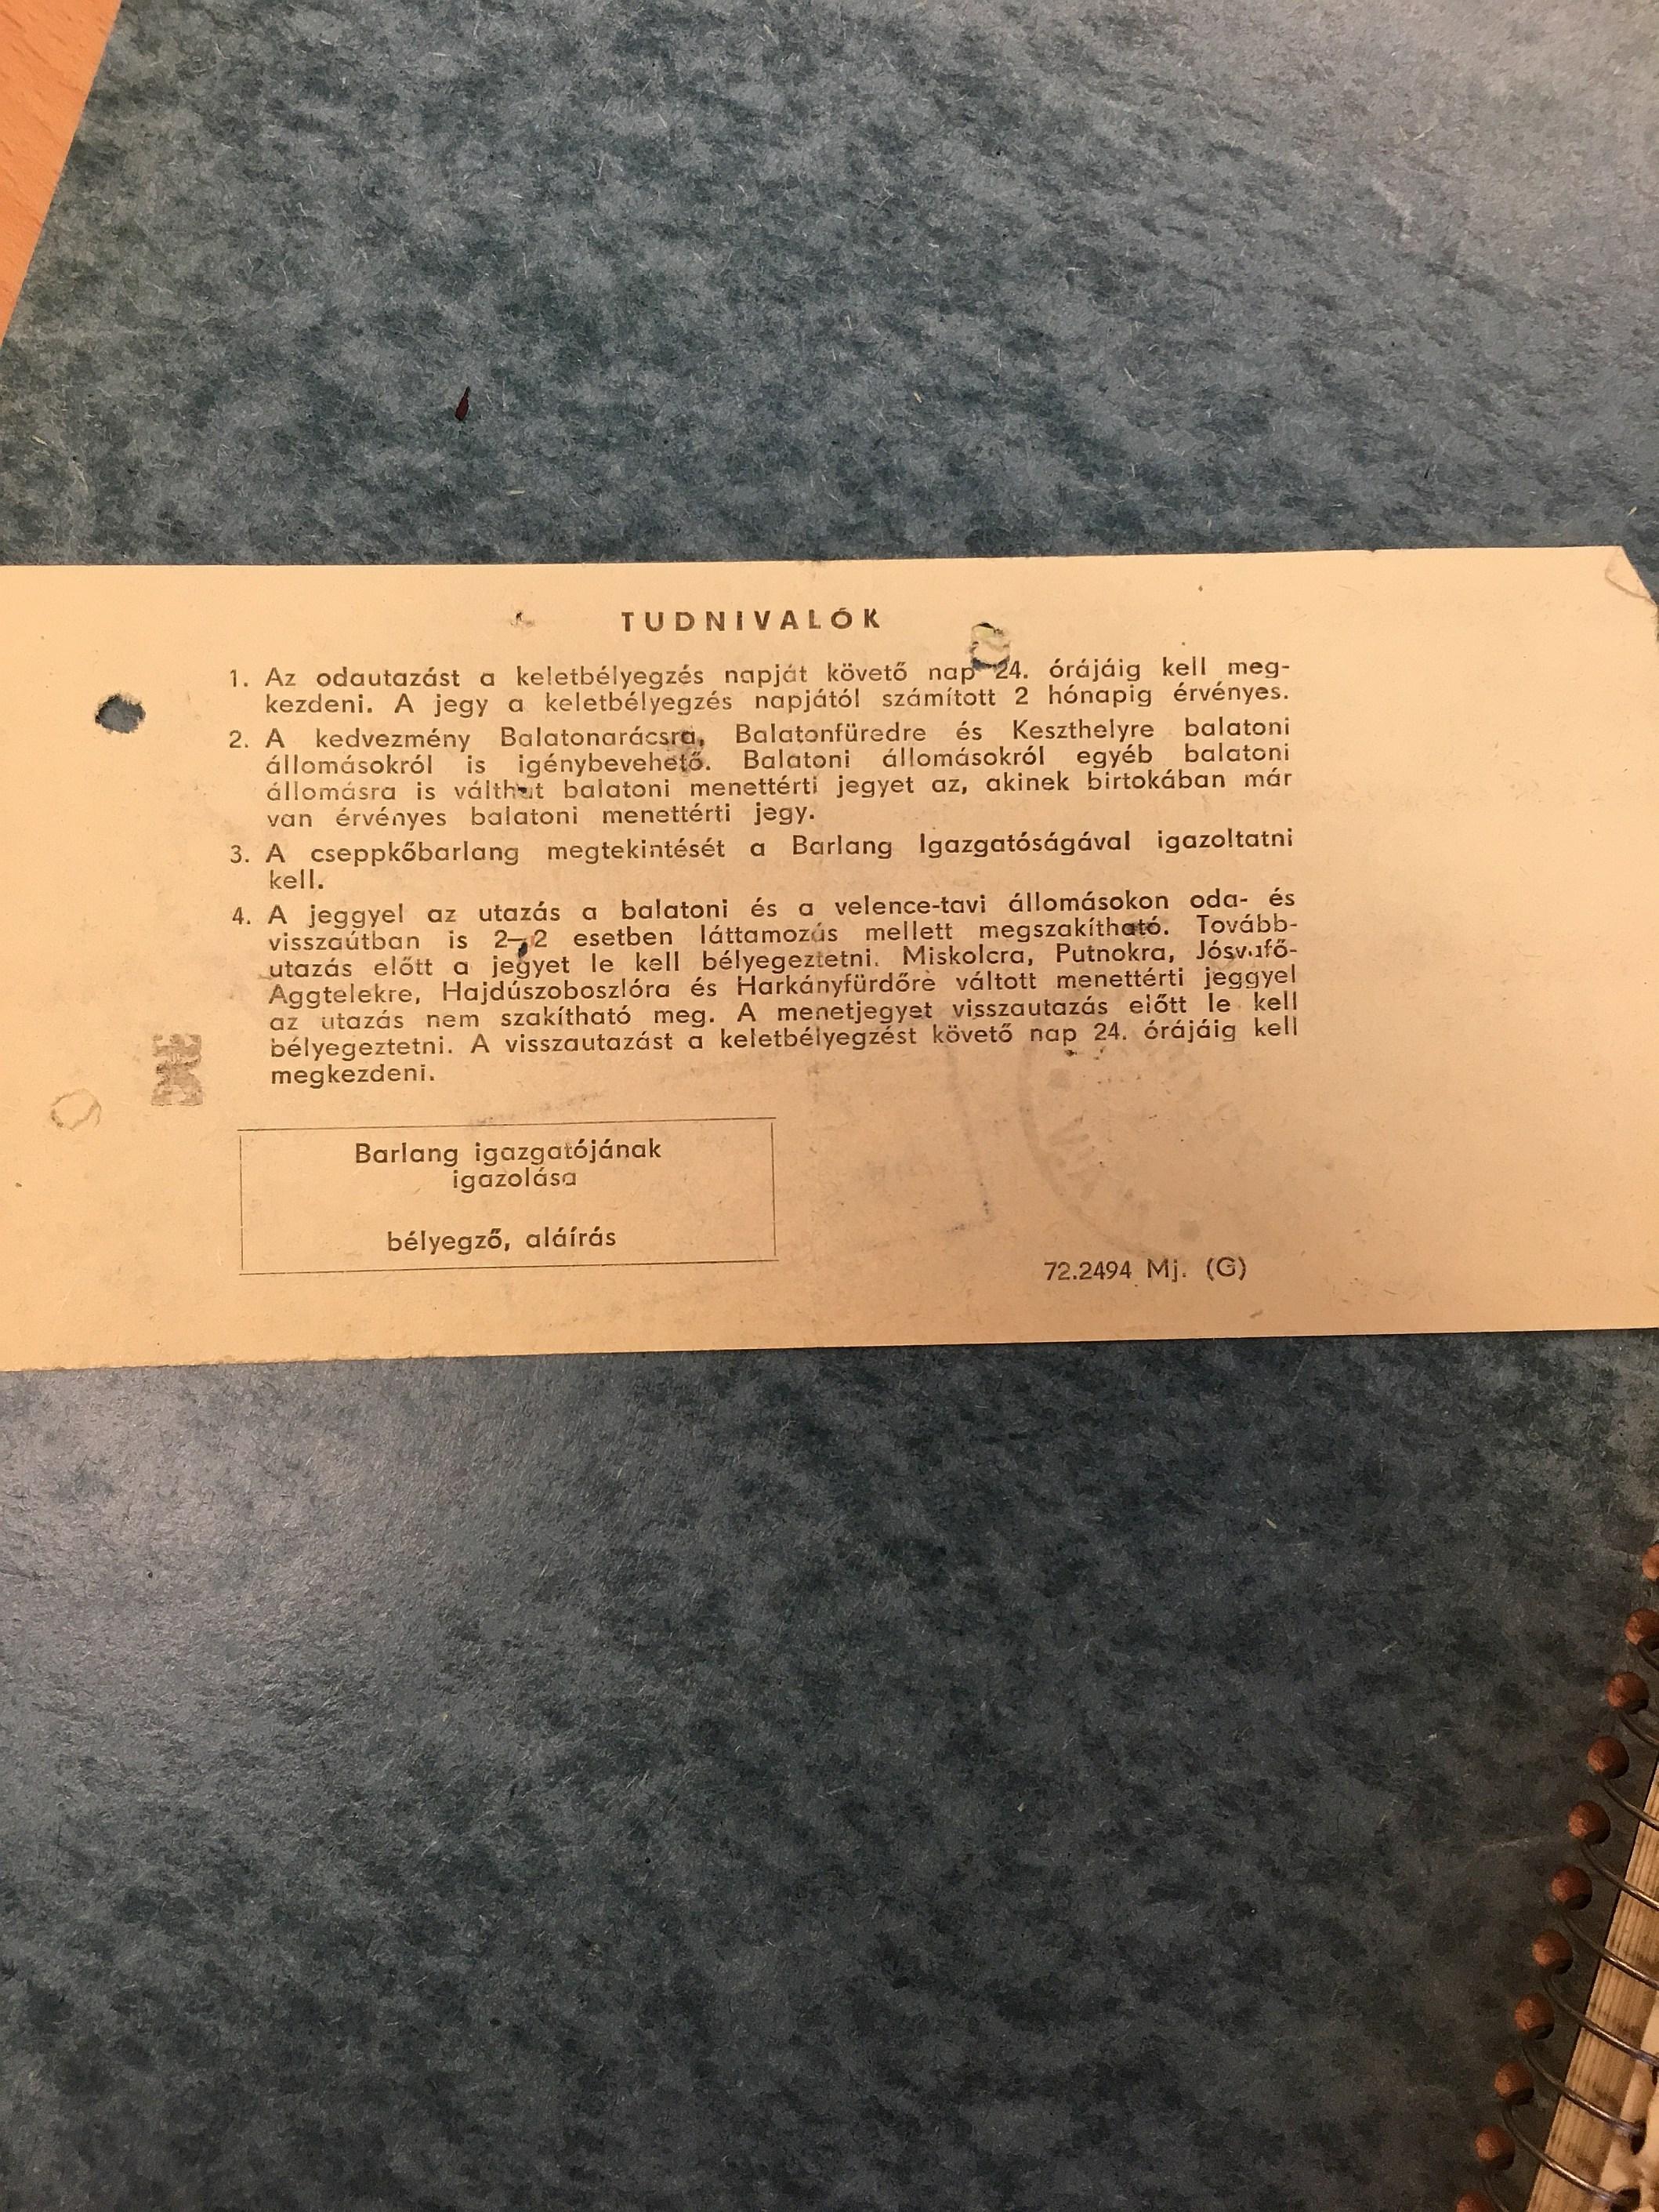 TUDNIVALÓK
1. Az odautazást a keletbélyegzés napját követő nap 24. órájáig kell meg-
kezdeni. A jegy a keletbélyegzés napjától számított 2 hónapig érvényes.
2. A kedvezmény Balatonarácsra, Balatonfüredre és Keszthelyre balatoni
állomásokról is igénybevehető. Balatoni állomásokról egyéb balatoni
állomásra is válthat balatoni menettérti jegyet az, akinek birtokában már
van érvényes balatoni menettérti jegy.
3. A cseppkőbarlang megtekintését a Barlang Igazgatóságával igazoltatni
kell.
4. A jeggyel az utazás a balatoni és a velence-tavi állomásokon oda- és
visszaútban is 2—2 esetben láttamozás mellett megszakítható. Tovább-
utazás előtt a jegyet le kell bélyegeztetni. Miskolcra, Putnokra, Jósvafő-
Aggtelekre, Hajdúszoboszlóra és Harkányfürdőre váltott menettérti jeggyel
az utazás nem szakítható meg. A menetjegyet visszautazás előtt le kell
bélyegeztetni. A visszautazást a keletbélyegzést követő nap 24. órájáig kell
megkezdeni.
Barlang igazgatójának
igazolása
bélyegző, aláírás
72.2494 Mj. (G)